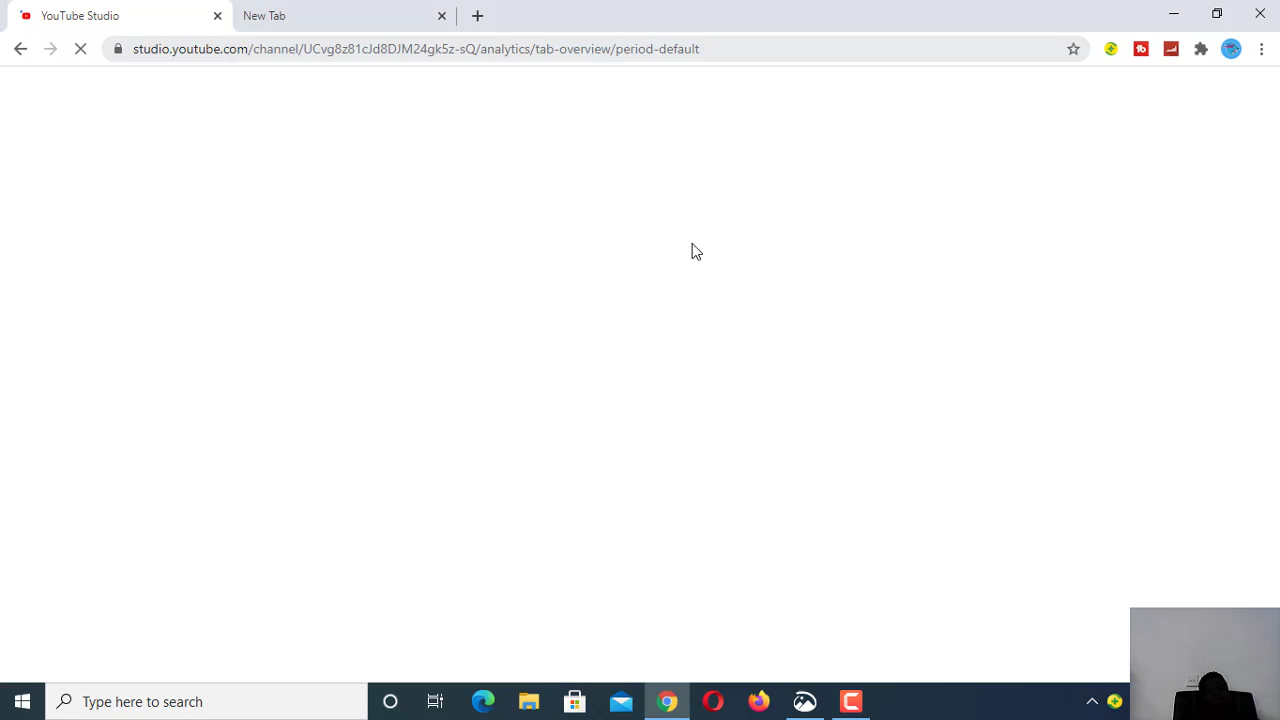 YouTube Studio
New Tab
studio.youtube.com/channel/UCvg8z81cJd8DJM24gk5z-sQ/analytics/tab-overview/period-default
Type here to search